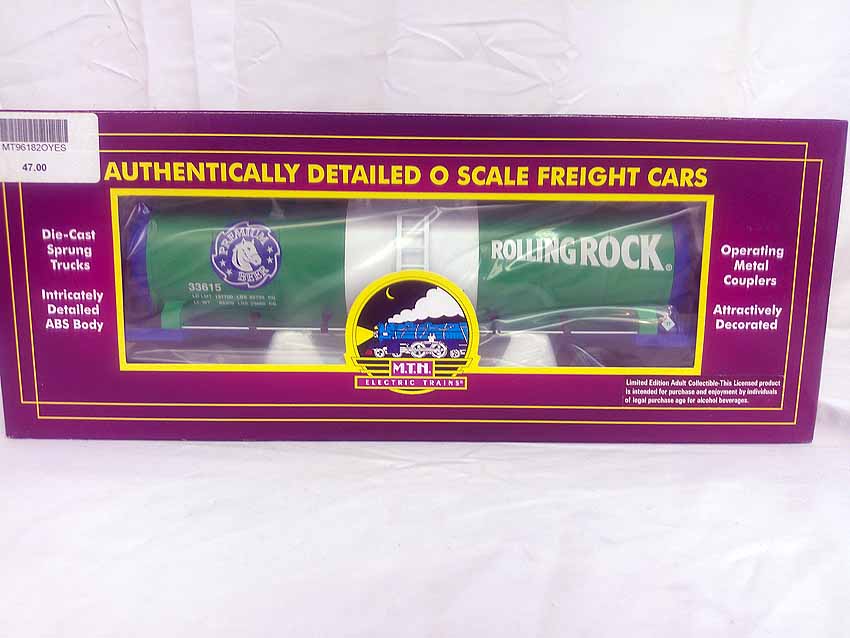 MT96182OYES
47.00
AUTHENTICALLY DETAILED O SCALE FREIGHT CARS
Die-Cast
Sprung
Trucks
Intricately
Detailed
ABS Body
PREMIUM
BEER
33615
ROLLING ROCK®
Operating
Metal
Couplers
Attractively
Decorated
M.T.H.
ELECTRIC TRAINS®
Limited Edition Adult Collectible-This Licensed product
is intended for purchase and enjoyment by individuals
of legal purchase age for alcohol beverages.